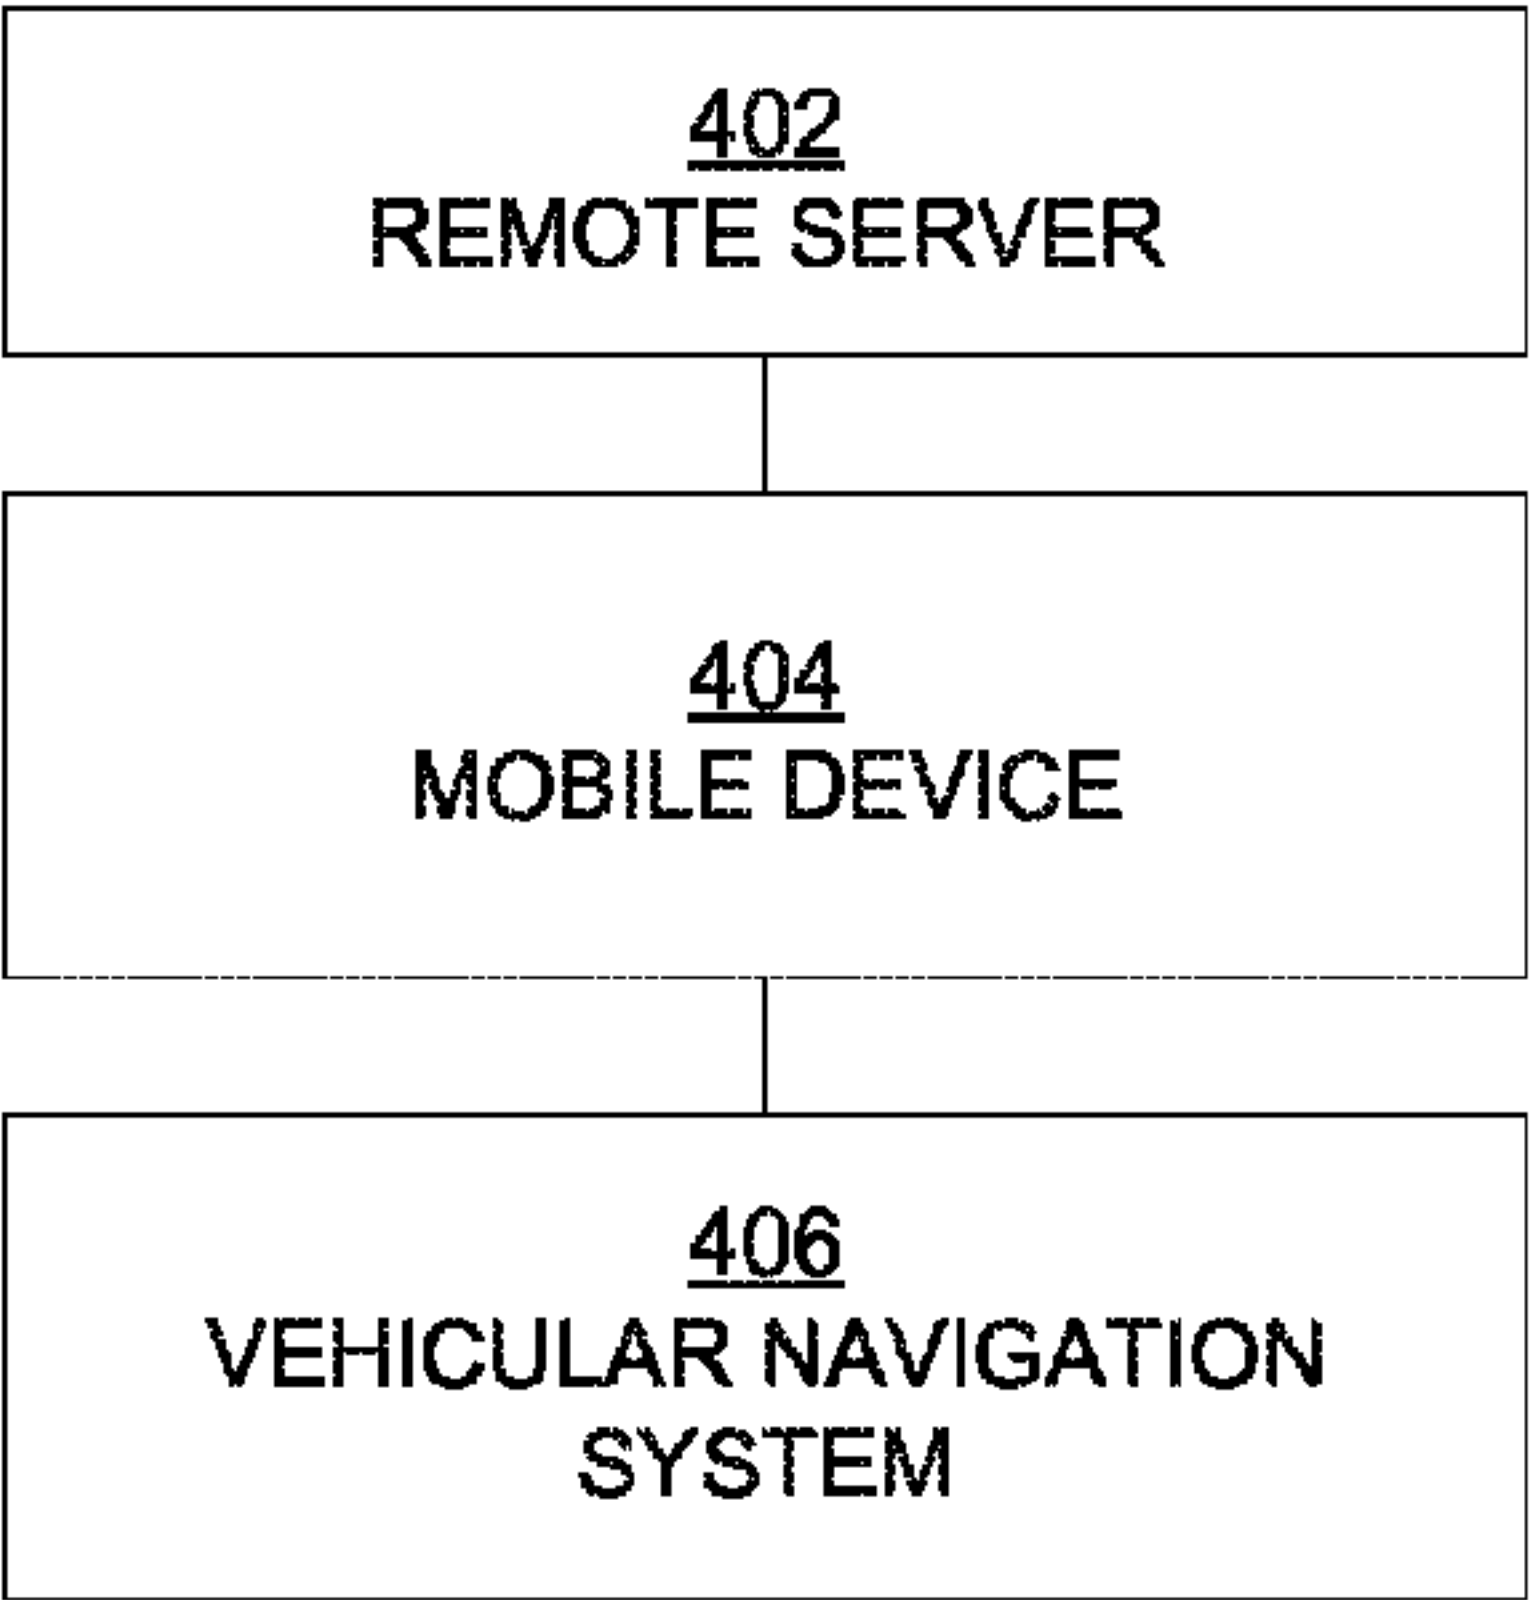 402
REMOTE SERVER
404
MOBILE DEVICE
406
VEHICULAR NAVIGATION
SYSTEM